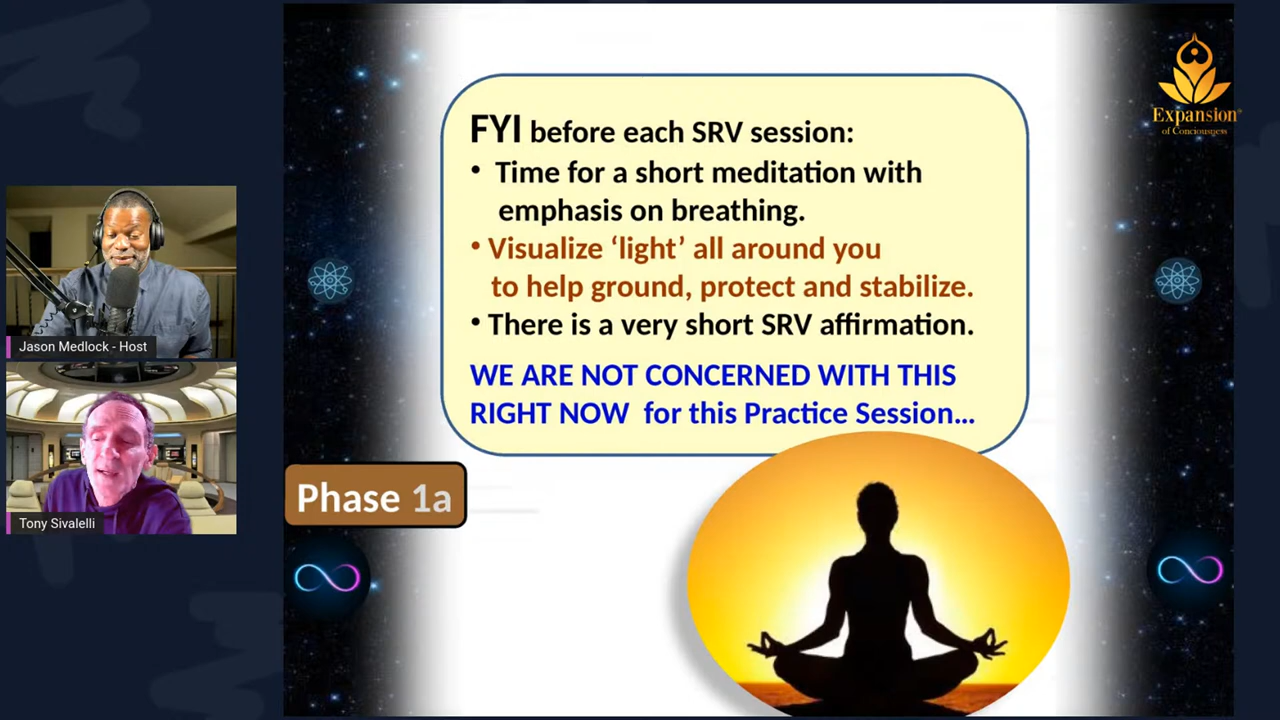 Expansion
of Conciousness
FYI before each SRV session:
• Time for a short meditation with
emphasis on breathing.
• Visualize ‘light’ all around you
to help ground, protect and stabilize.
• There is a very short SRV affirmation.
WE ARE NOT CONCERNED WITH THIS
RIGHT NOW for this Practice Session...
Jason Medlock - Host
Phase 1a
Tony Sivalelli